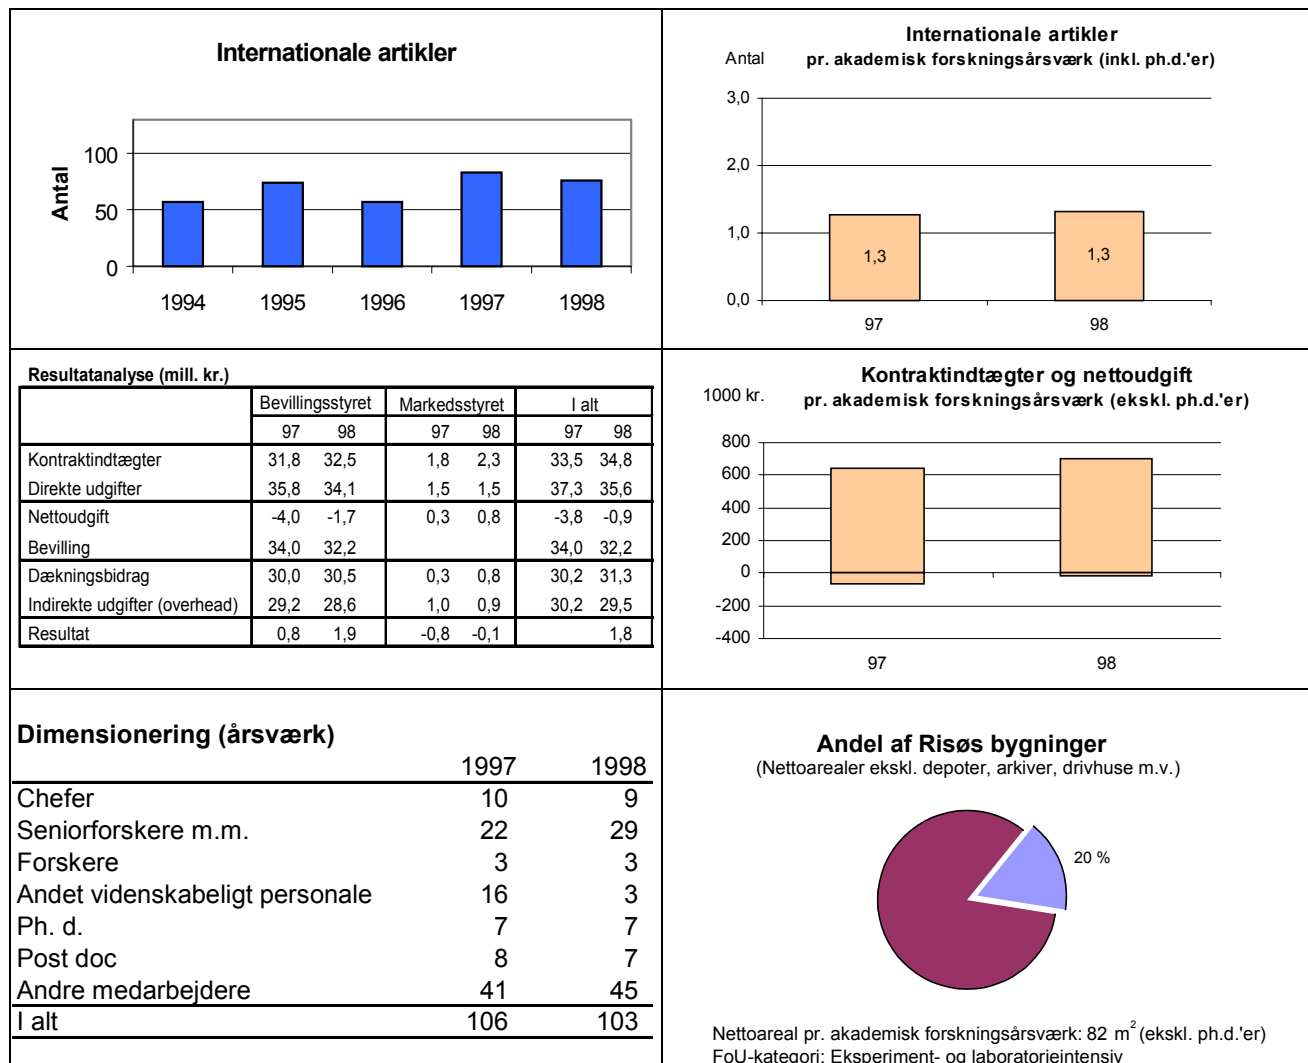 Internationale artikler
Antal
100
50
0
1994 1995 1996 1997 1998
Internationale artikler
Antal pr. akademisk forskningsårsværk (inkl. ph.d.'er)
3,0
2,0
1,0
0,0
1,3 1,3
97 98
Resultatanalyse (mill. kr.)
Bevillingsstyret Markedsstyret I alt
97 98 97 98 97 98
Kontraktindtægter 31,8 32,5 1,8 2,3 33,5 34,8
Direkte udgifter 35,8 34,1 1,5 1,5 37,3 35,6
Nettoudgift -4,0 -1,7 0,3 0,8 -3,8 -0,9
Bevilling 34,0 32,2 34,0 32,2
Dækningsbidrag 30,0 30,5 0,3 0,8 30,2 31,3
Indirekte udgifter (overhead) 29,2 28,6 1,0 0,9 30,2 29,5
Resultat 0,8 1,9 -0,8 -0,1 1,8
Kontraktindtægter og nettoudgift
1000 kr. pr. akademisk forskningsårsværk (ekskl. ph.d.'er)
800
600
400
200
0
-200
-400
97 98
Dimensionering (årsværk)
1997 1998
Chefer 10 9
Seniorforskere m.m. 22 29
Forskere 3 3
Andet videnskabeligt personale 16 3
Ph. d. 7 7
Post doc 8 7
Andre medarbejdere 41 45
I alt 106 103
Andel af Risøs bygninger
(Nettoarealer ekskl. depoter, arkiver, drivhuse m.v.)
20 %
Nettoareal pr. akademisk forskningsårsværk: 82 m² (ekskl. ph.d.'er)
FoU-kategori: Eksperiment- og laboratorieintensiv